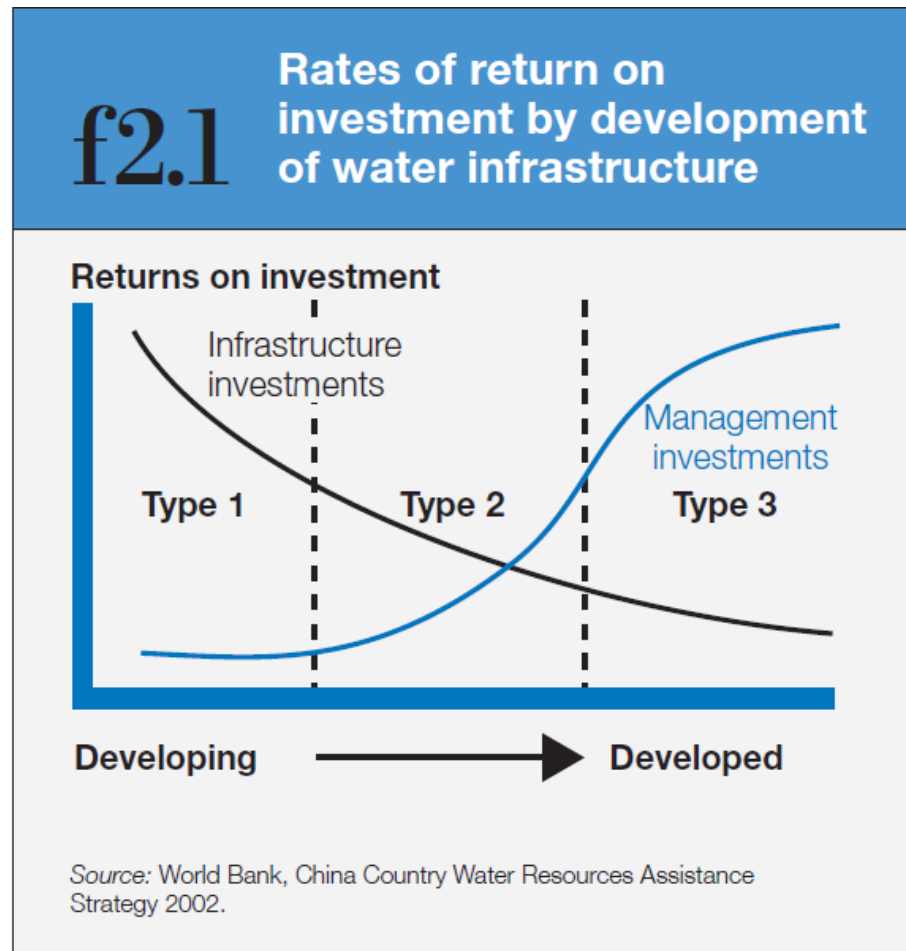 f2.1
Rates of return on
investment by development
of water infrastructure
Returns on investment
Infrastructure
investments
Management
investments
Type 1
Type 2
Type 3
Developing
Developed
Source: World Bank, China Country Water Resources Assistance
Strategy 2002.